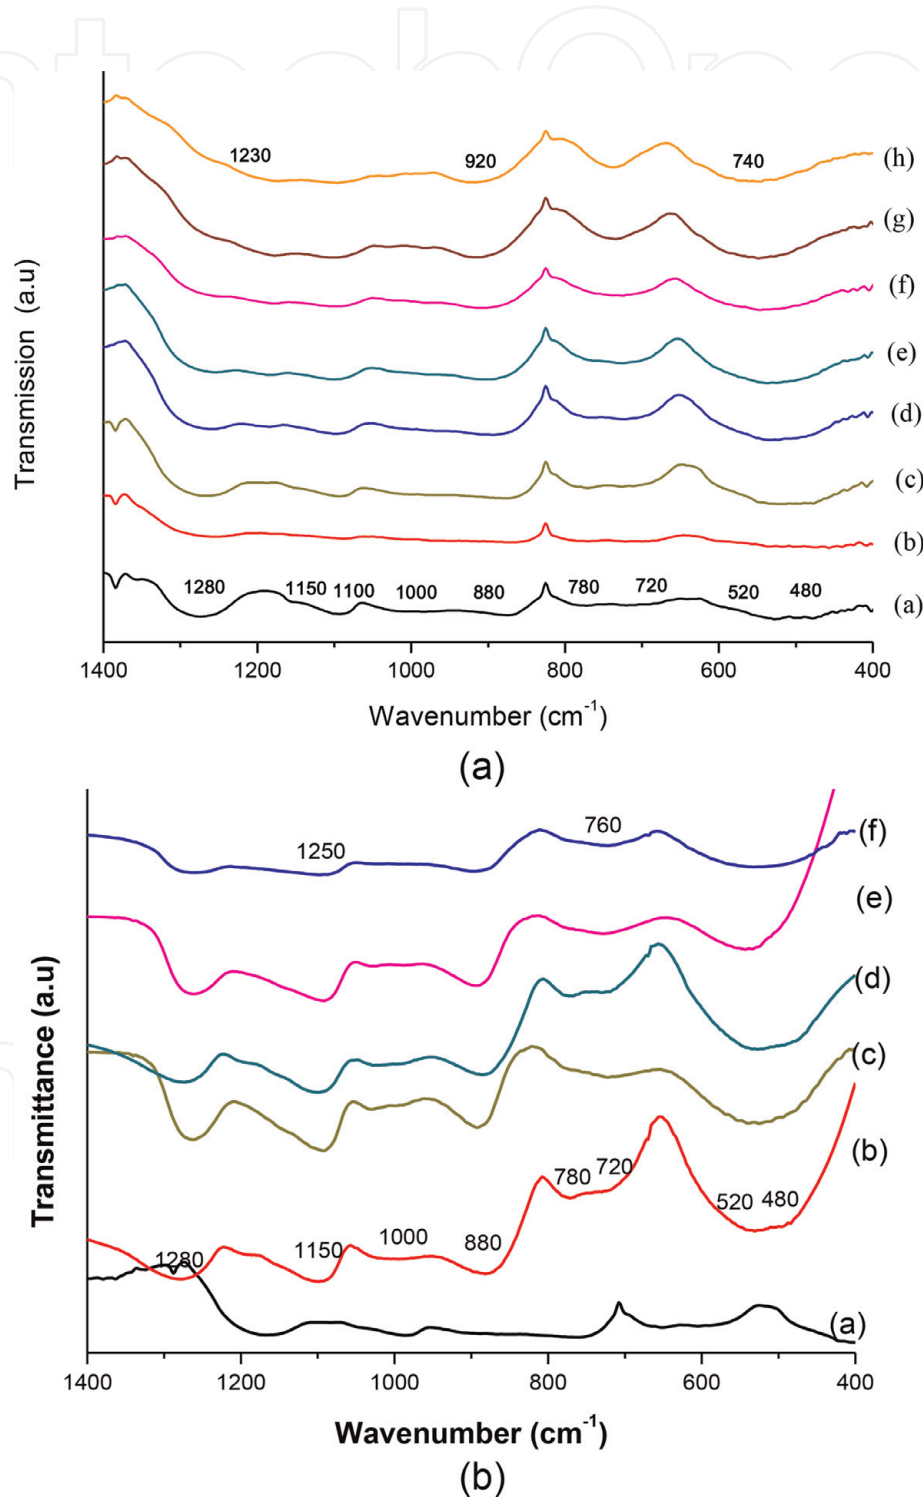 1230
920
740
(h)
(g)
(f)
(e)
(d)
(c)
(b)
1280
1150
1100
1000
880
780
720
520
480
(a)
Transmission (a.u)
1400
1200
1000
800
600
400
Wavenumber (cm⁻¹)
(a)
1250
760
(f)
(e)
(d)
(c)
(b)
1280
1150
1000
880
780
720
520
480
(a)
Transmittance (a.u)
1400
1200
1000
800
600
400
Wavenumber (cm⁻¹)
(b)